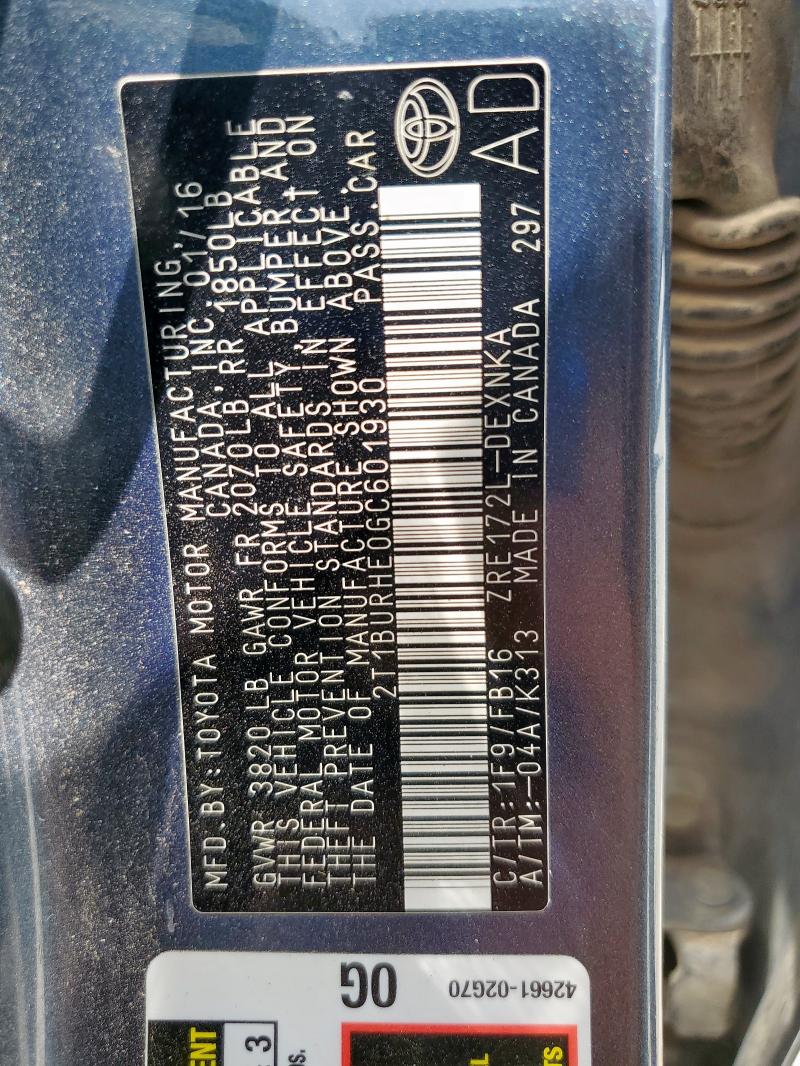 MFD.BY:TOYOTA MOTOR MANUFACTURING,
CANADA,INC.01/16
GVWR 3820LB GAWR FR 2070LB,RR 1850LB
THIS VEHICLE CONFORMS TO ALL APPLICABLE
FEDERAL MOTOR VEHICLE SAFETY,BUMPER,AND
THEFT PREVENTION STANDARDS IN EFFECT ON
THE DATE OF MANUFACTURE SHOWN ABOVE.
2T1BURHE0GC601930 PASS.CAR
C/TR:1F9/FB16 ZRE172L-DEXNKA
A/TM:-04A/K313 MADE IN CANADA 297
AD
0G
42661-02G70
3